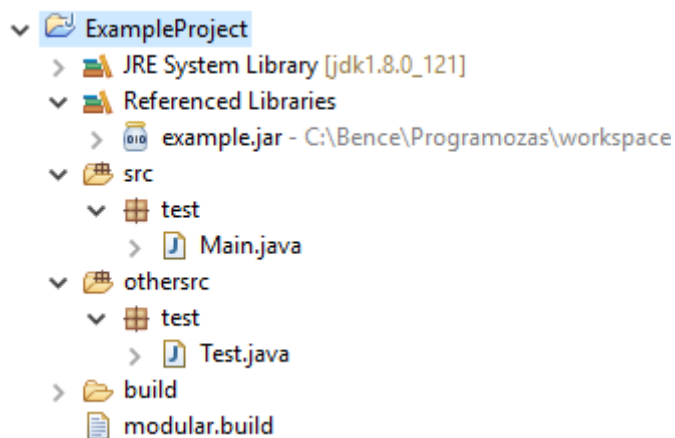 ExampleProject
JRE System Library [jdk1.8.0_121]
Referenced Libraries
example.jar - C:\Bence\Programozas\workspace
src
test
Main.java
othersrc
test
Test.java
build
modular.build